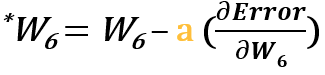 *W₆ = W₆ - a (∂Error/∂W₆)